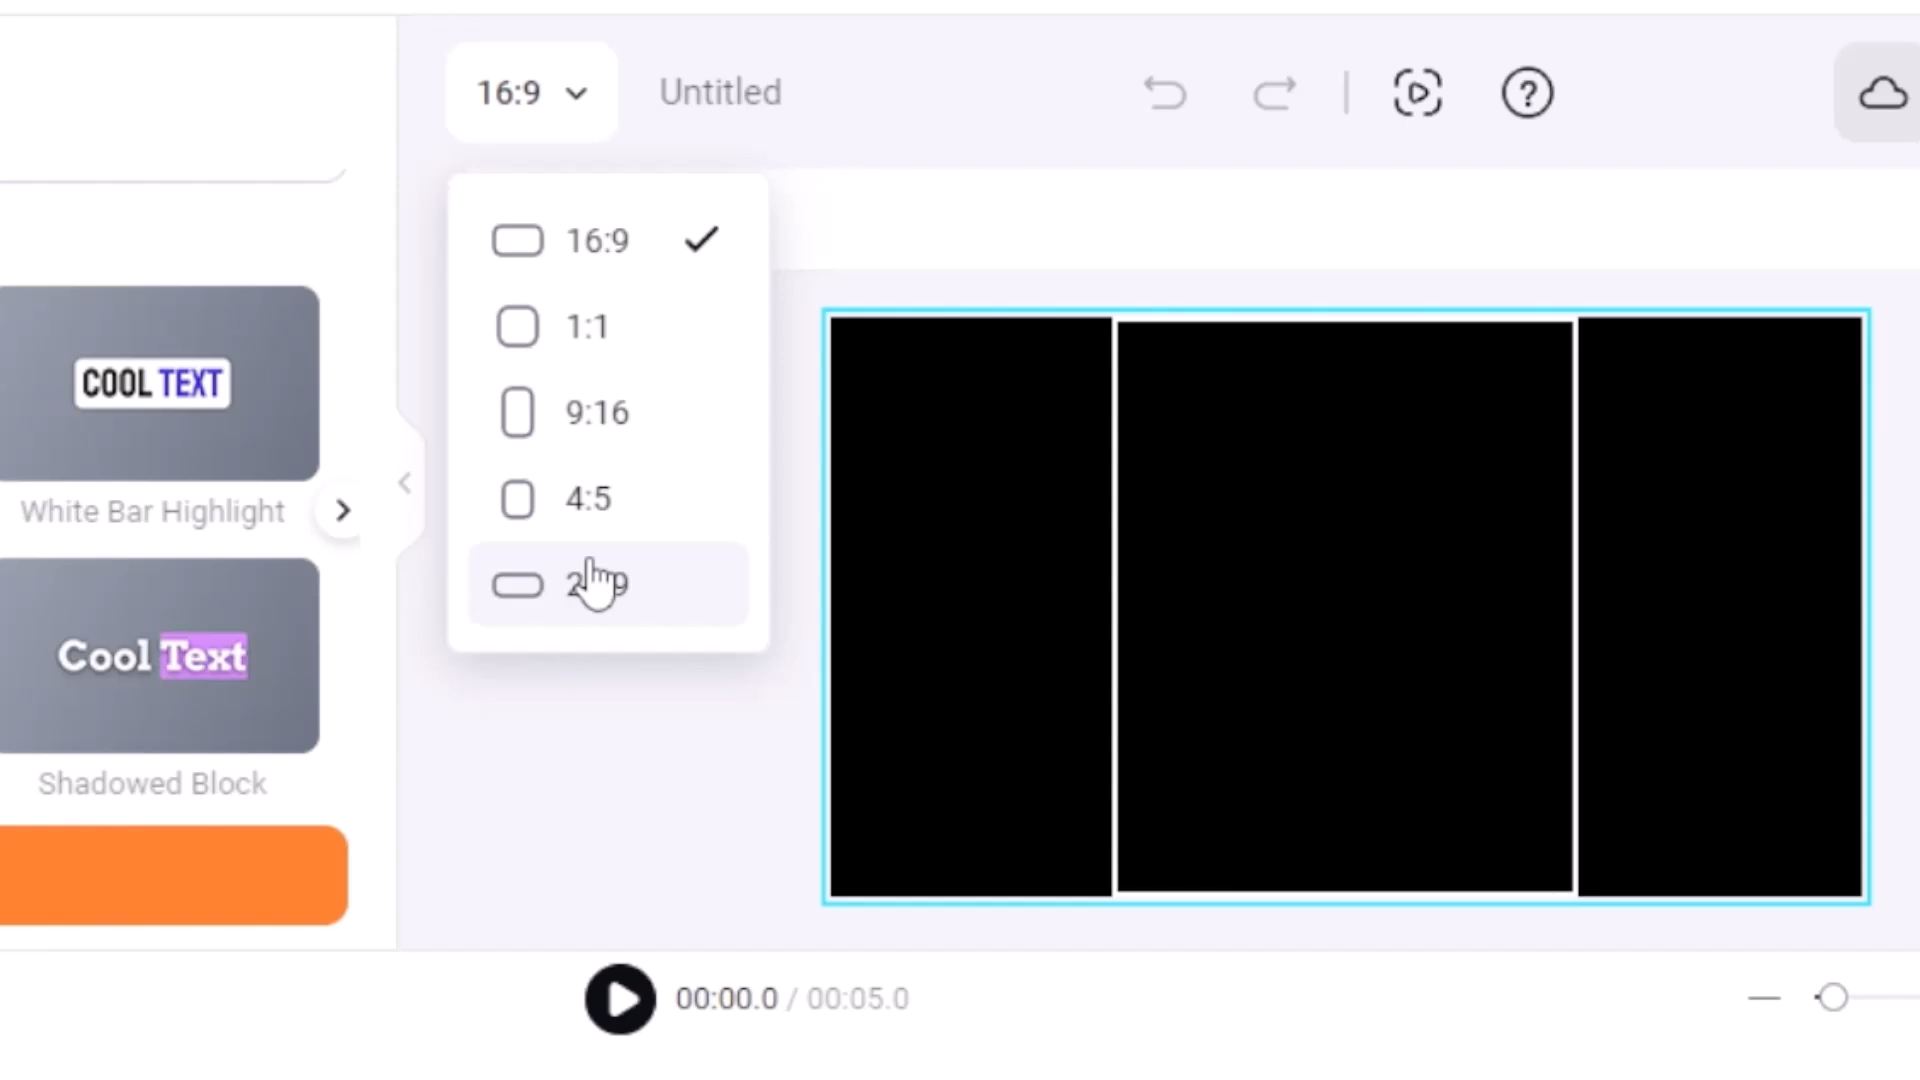 16:9
Untitled
16:9
1:1
9:16
4:5
COOL TEXT
White Bar Highlight
Cool Text
Shadowed Block
00:00.0 / 00:05.0